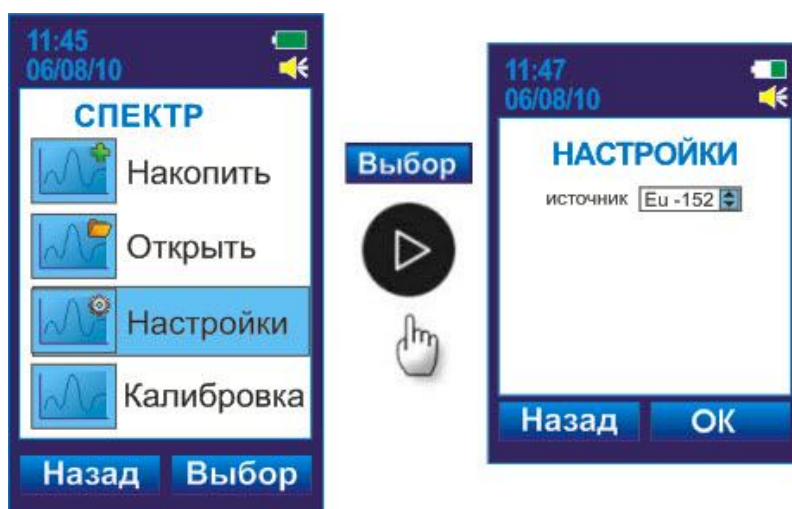 11:45
06/08/10
СПЕКТР
Накопить
Открыть
Настройки
Калибровка
Назад Выбор
Выбор
11:47
06/08/10
НАСТРОЙКИ
источник Eu -152
Назад ОК